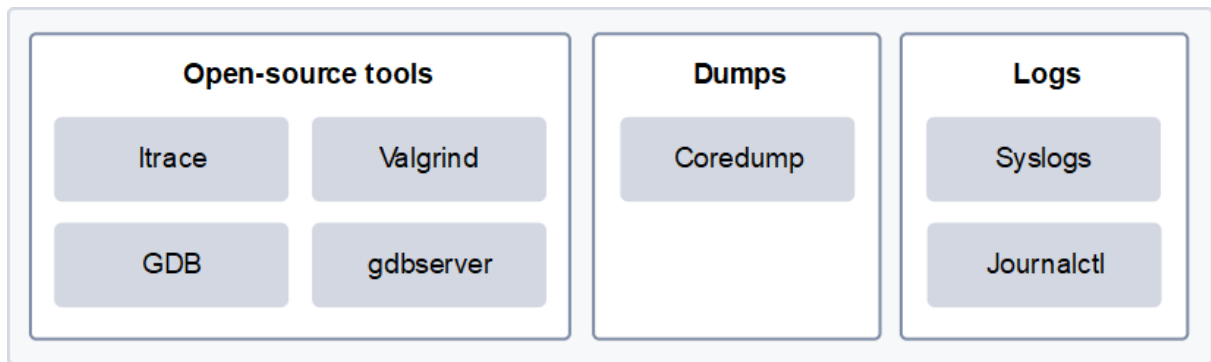 Open-source tools
ltrace
Valgrind
GDB
gdbserver
Dumps
Coredump
Logs
Syslogs
Journalctl